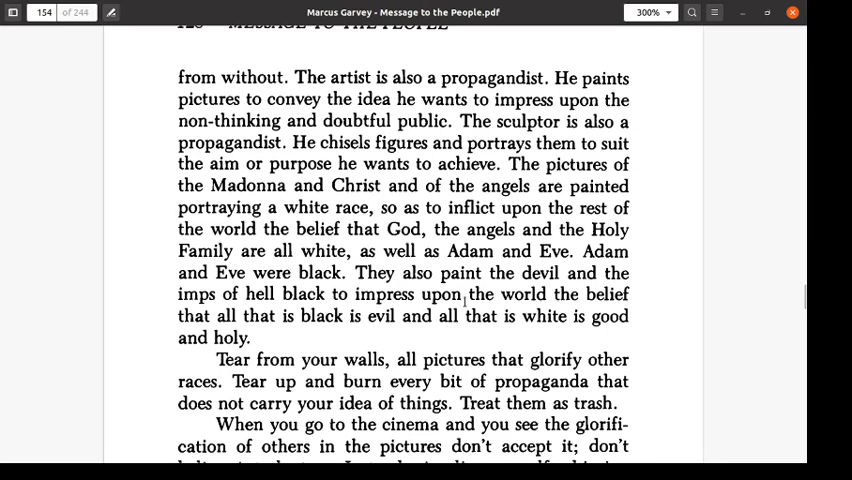 154 of 244
Marcus Garvey - Message to the People.pdf
300%
MESSAGE TO THE PEOPLE
from without. The artist is also a propagandist. He paints
pictures to convey the idea he wants to impress upon the
non-thinking and doubtful public. The sculptor is also a
propagandist. He chisels figures and portrays them to suit
the aim or purpose he wants to achieve. The pictures of
the Madonna and Christ and of the angels are painted
portraying a white race, so as to inflict upon the rest of
the world the belief that God, the angels and the Holy
Family are all white, as well as Adam and Eve. Adam
and Eve were black. They also paint the devil and the
imps of hell black to impress upon the world the belief
that all that is black is evil and all that is white is good
and holy.
Tear from your walls, all pictures that glorify other
races. Tear up and burn every bit of propaganda that
does not carry your idea of things. Treat them as trash.
When you go to the cinema and you see the glorifi-
cation of others in the pictures don't accept it; don't